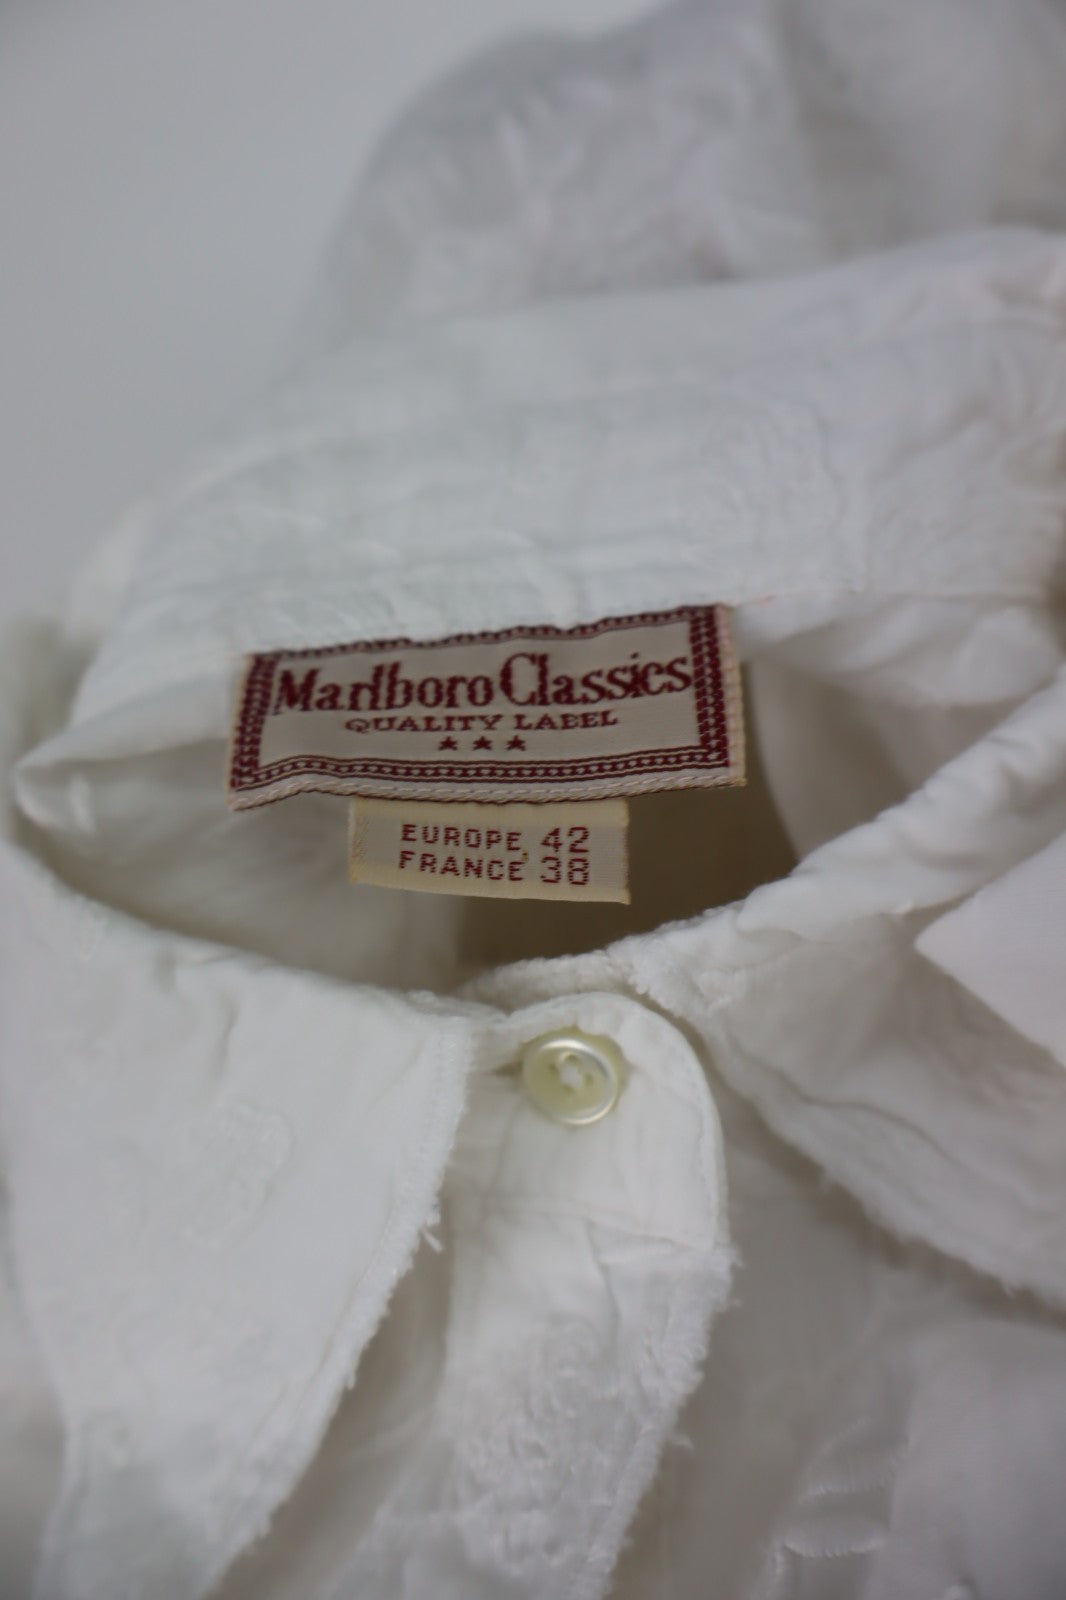 Marlboro Classics
QUALITY LABEL
EUROPE 42
FRANCE 38